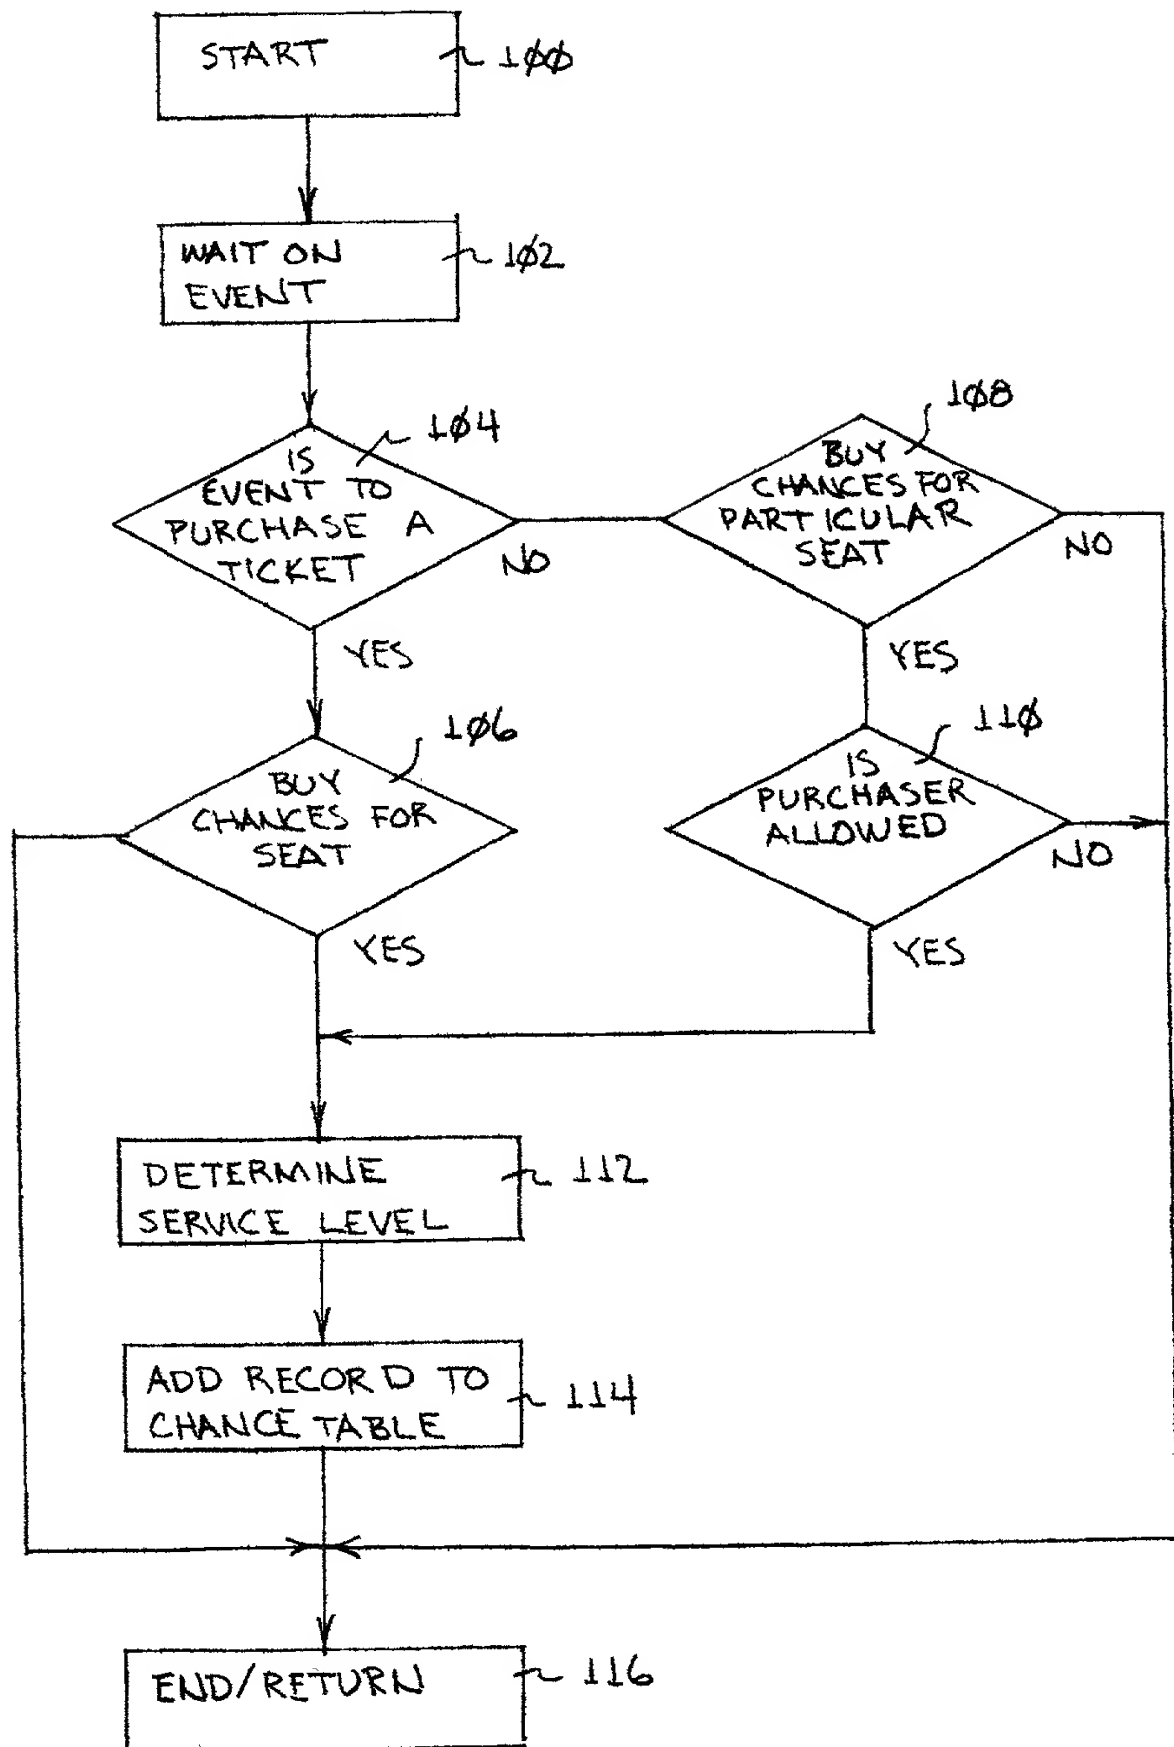 START
100
WAIT ON
EVENT
102
IS
EVENT TO
PURCHASE A
TICKET
104
NO
YES
BUY
CHANCES FOR
PARTICULAR
SEAT
108
NO
YES
BUY
CHANCES FOR
SEAT
106
YES
IS
PURCHASER
ALLOWED
110
NO
YES
DETERMINE
SERVICE LEVEL
112
ADD RECORD TO
CHANCE TABLE
114
END/RETURN
116